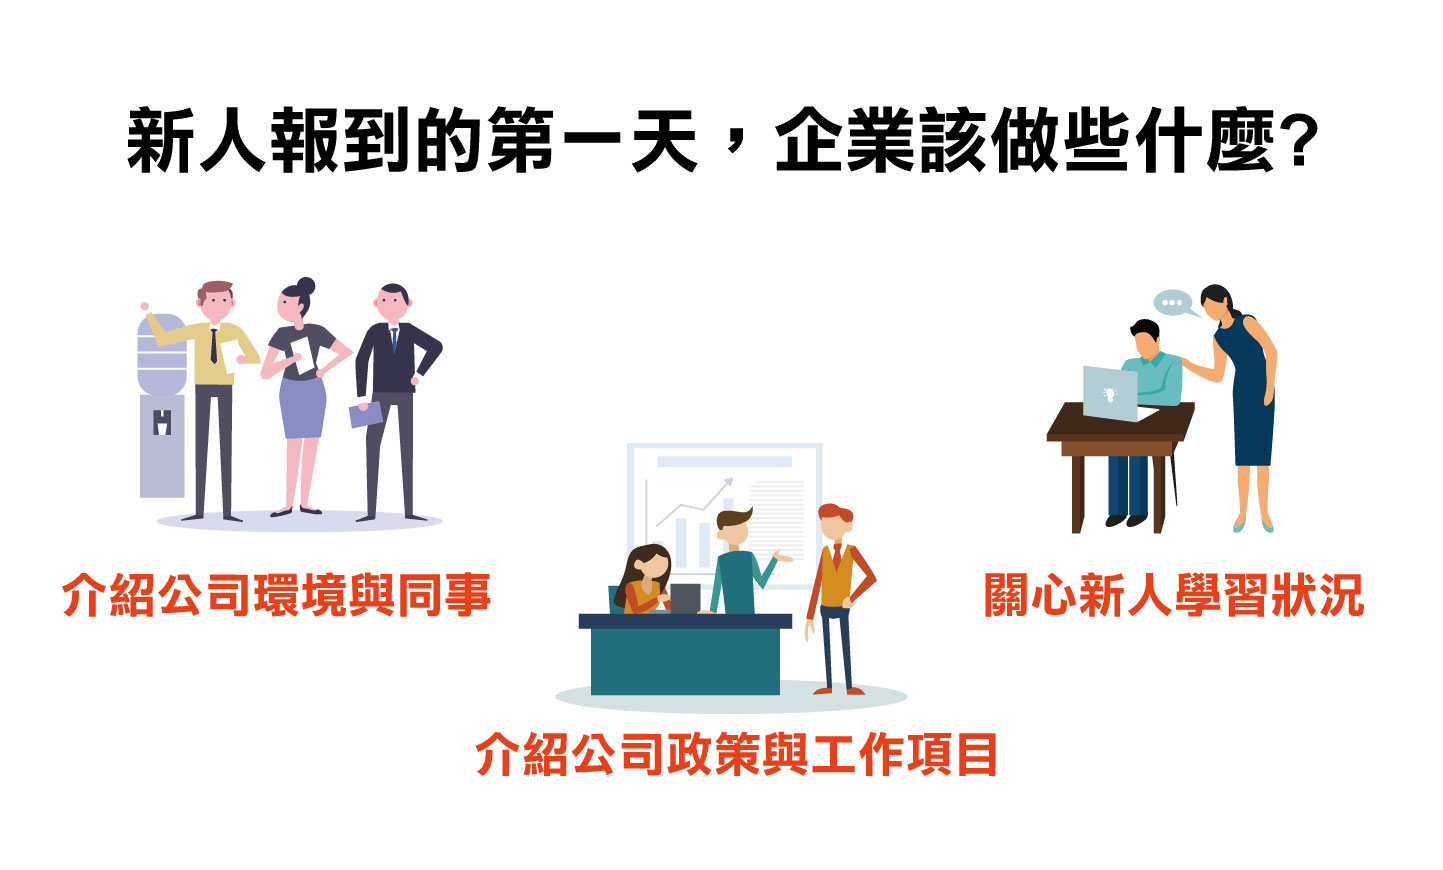 新人報到的第一天，企業該做些什麼?
介紹公司環境與同事
介紹公司政策與工作項目
關心新人學習狀況